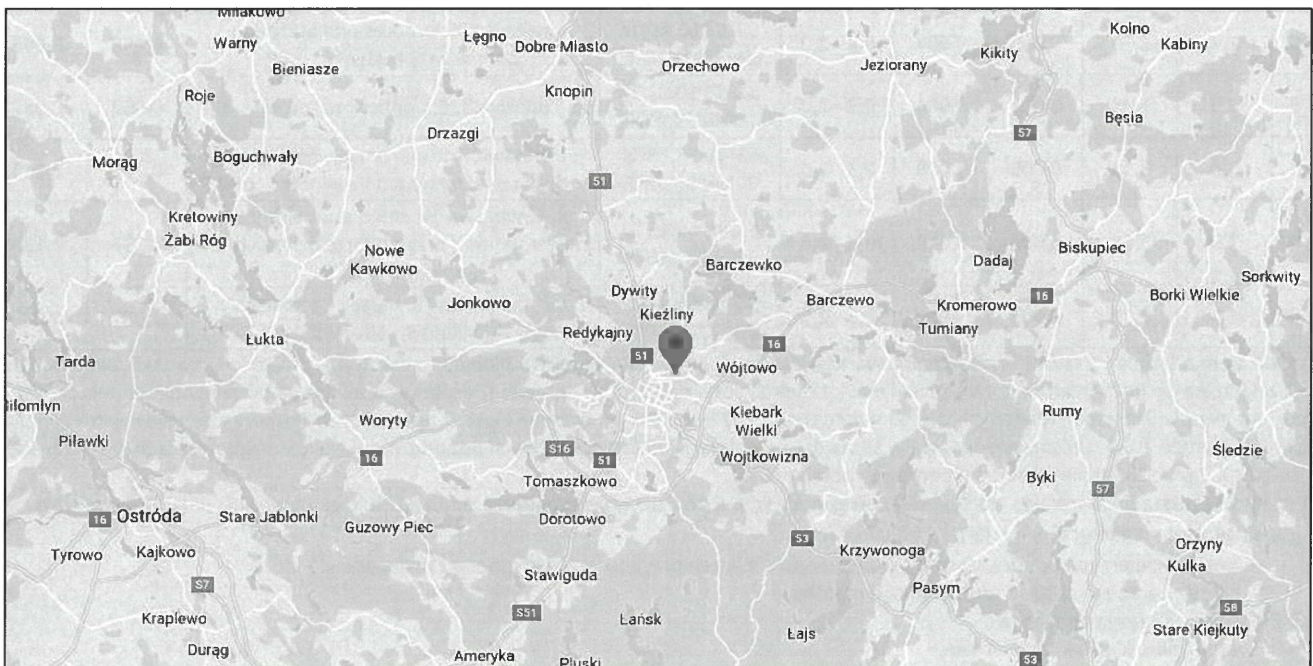 Miłakowo
Warny
Łęgno
Dobre Miasto
Kolno
Kabiny
Kikity
Bieniasze
Orzechowo
Jeziorany
Roje
Knopin
Bęsia
Drzazgi
57
Morąg
Boguchwały
51
Kretowiny
Żabi Róg
Nowe
Kawkowo
Barczewko
Dadaj
Biskupiec
Sorkwity
Dywity
Jonkowo
Kieźliny
Barczewo
Kromerowo
16
Borki Wielkie
Redykajny
Tumiany
Łukta
51
16
Tarda
Wójtowo
Woryty
Klebark
Wielki
Rumy
Piławki
S16
51
16
Wojtkowizna
Śledzie
Tomaszkowo
Byki
57
16
Ostróda
Stare Jabłonki
Guzowy Piec
Dorotowo
53
Tyrowo
Kajkowo
Krzywonoga
Orzyny
Kulka
S7
Stawiguda
Pasym
Kraplewo
S51
Łańsk
Łajs
58
Stare Kiejkuty
Durąg
Ameryka
Pluski
53